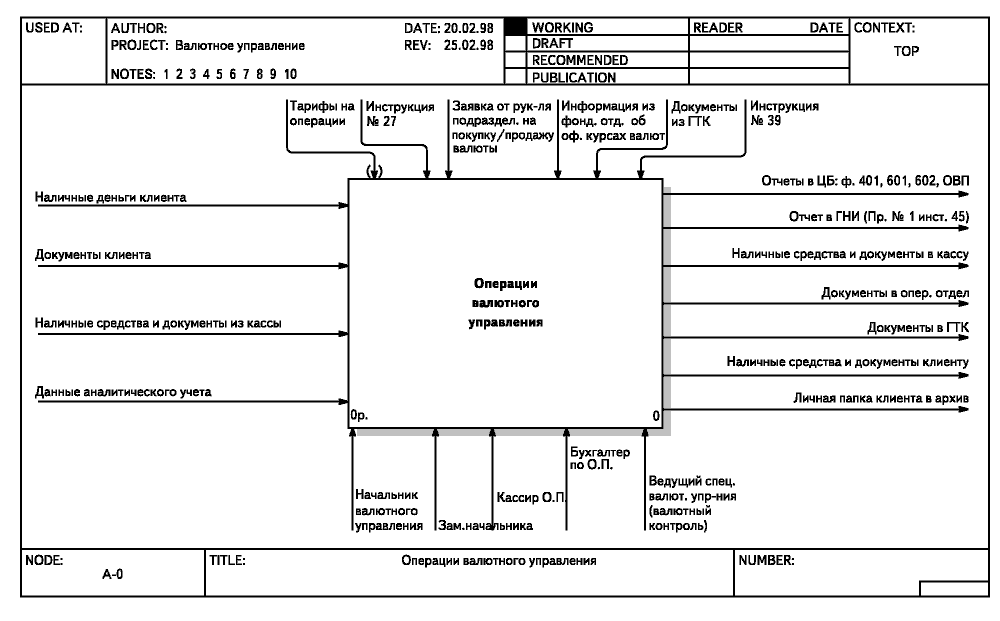 USED AT:
AUTHOR:
DATE: 20.02.98
WORKING
READER
DATE
CONTEXT:
PROJECT: Валютное управление
REV: 25.02.98
DRAFT
TOP
RECOMMENDED
NOTES: 1 2 3 4 5 6 7 8 9 10
PUBLICATION
Тарифы на
операции
Инструкция
№ 27
Заявка от рук-ля
подраздел. на
покупку/продажу
валюты
Информация из
фонд. отд. об
оф. курсах валют
Документы
из ГТК
Инструкция
№ 39
Наличные деньги клиента
Документы клиента
Наличные средства и документы из кассы
Данные аналитического учета
Операции
валютного
управления
0р.
0
Отчеты в ЦБ: ф. 401, 601, 602, ОВП
Отчет в ГНИ (Пр. № 1 инст. 45)
Наличные средства и документы в кассу
Документы в опер. отдел
Документы в ГТК
Наличные средства и документы клиенту
Личная папка клиента в архив
Начальник
валютного
управления
Зам.начальника
Кассир О.П.
Бухгалтер
по О.П.
Ведущий спец.
валют. упр-ния
(валютный
контроль)
NODE:
A-0
TITLE:
Операции валютного управления
NUMBER: